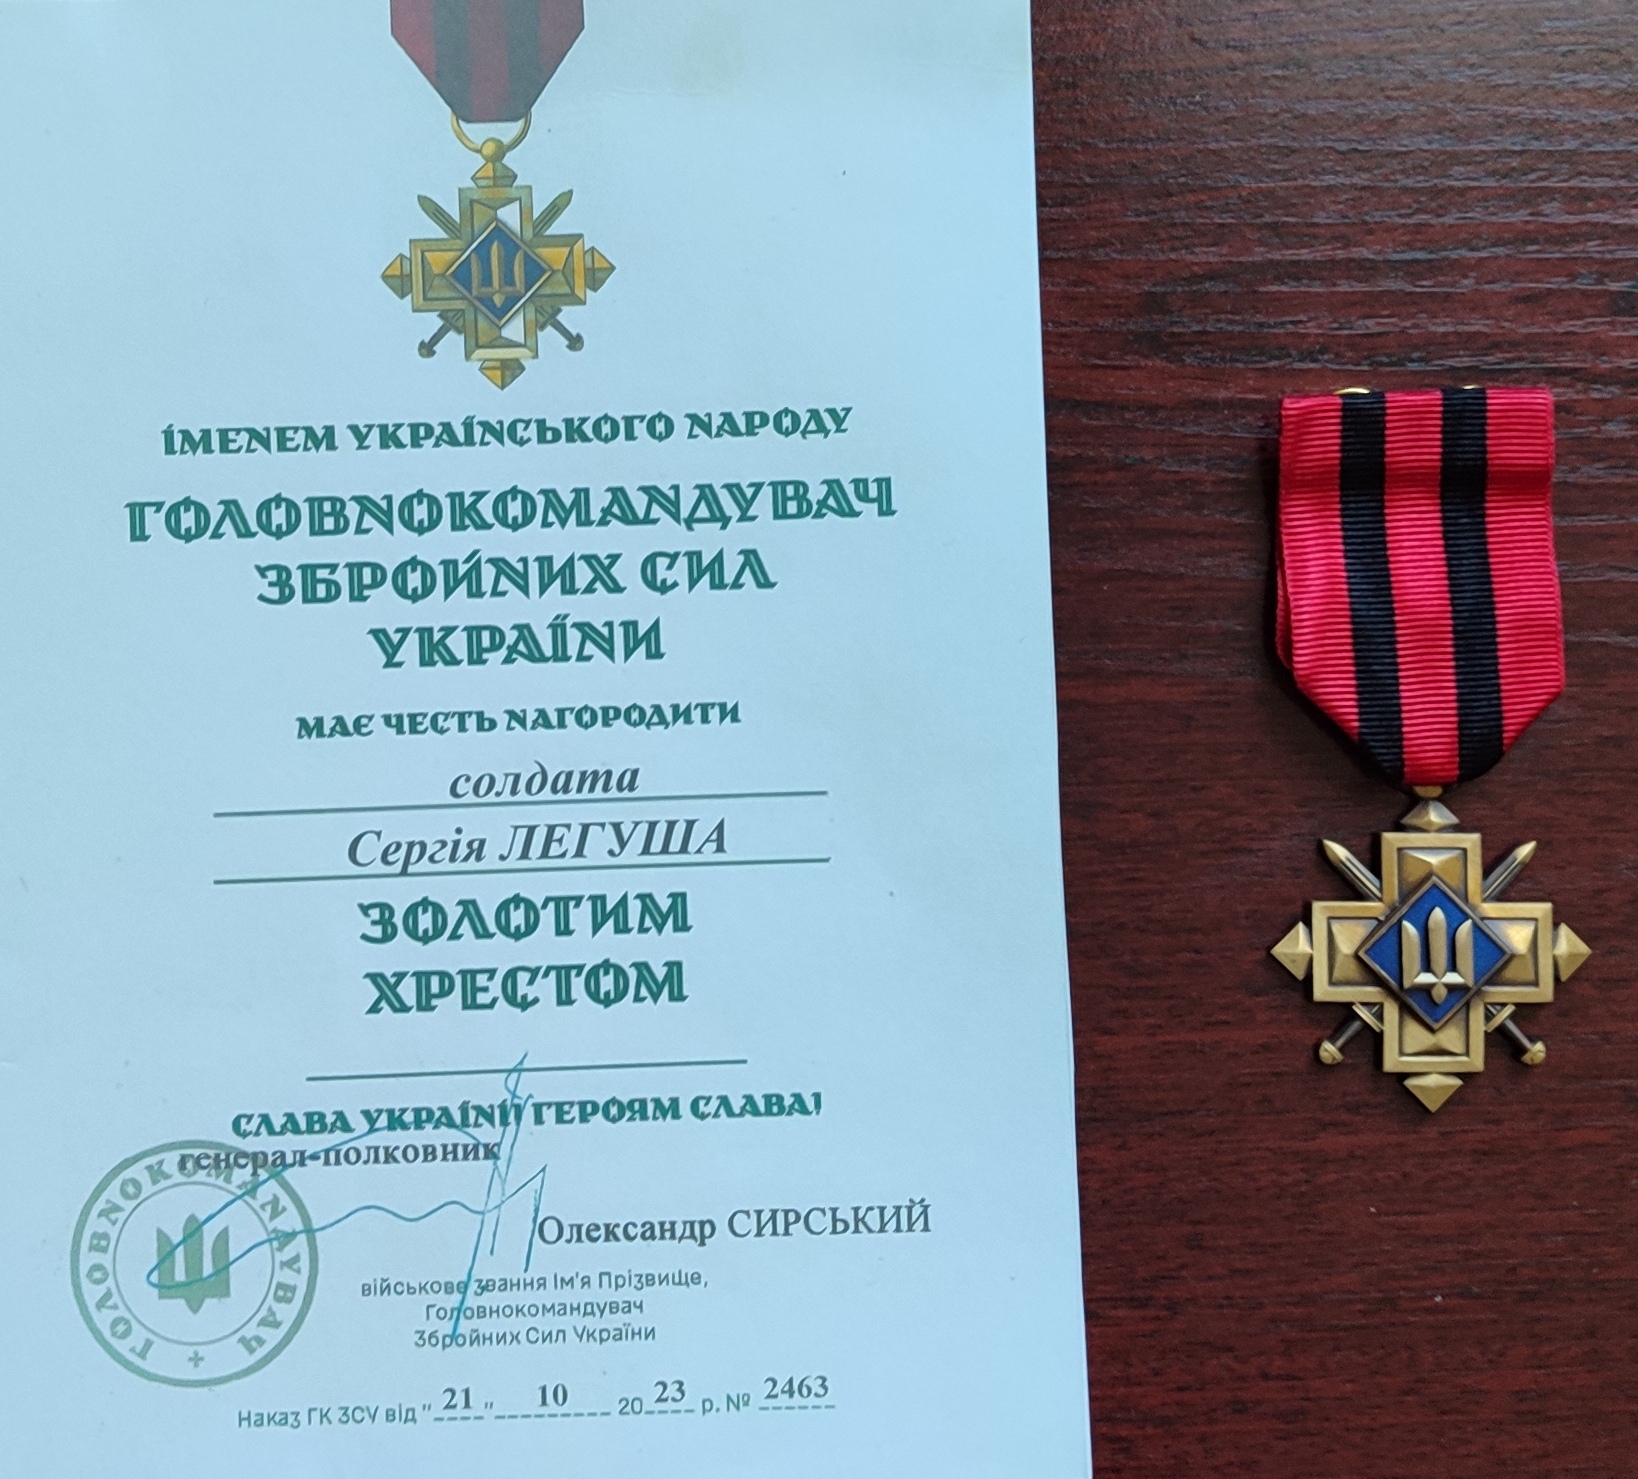 ІМЕНЕМ УКРАЇНСЬКОГО НАРОДУ
ГОЛОВНОКОМАНДУВАЧ
ЗБРОЙНИХ СИЛ
УКРАЇНИ
МАЄ ЧЕСТЬ НАГОРОДИТИ
солдата
Сергія ЛЕГУША
ЗОЛОТИМ
ХРЕСТОМ
СЛАВА УКРАЇНІ! ГЕРОЯМ СЛАВА!
генерал-полковник
ГОЛОВНОКОМАНДУВАЧ
Олександр СИРСЬКИЙ
військове звання Ім'я Прізвище,
Головнокомандувач
Збройних Сил України
Наказ ГК ЗСУ від "21" 10 2023 р. № 2463